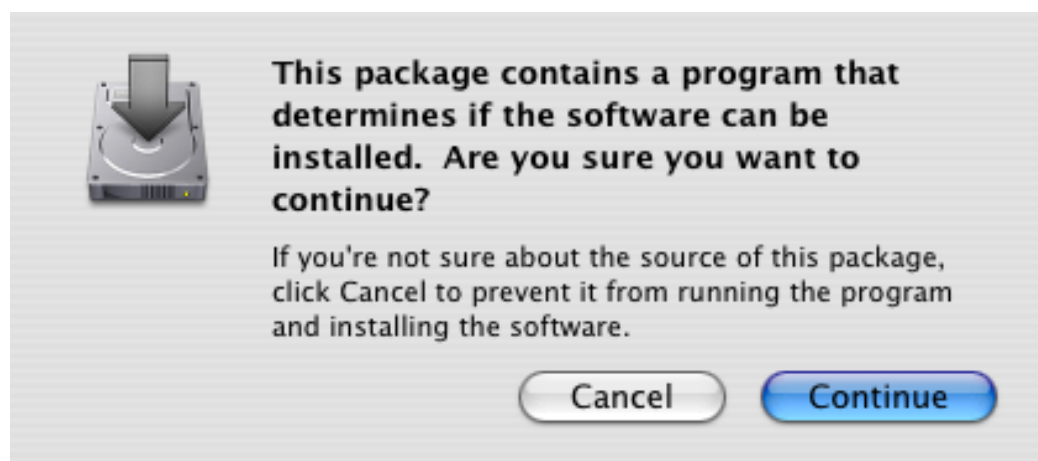 This package contains a program that
determines if the software can be
installed.  Are you sure you want to
continue?
If you're not sure about the source of this package,
click Cancel to prevent it from running the program
and installing the software.
Cancel
Continue